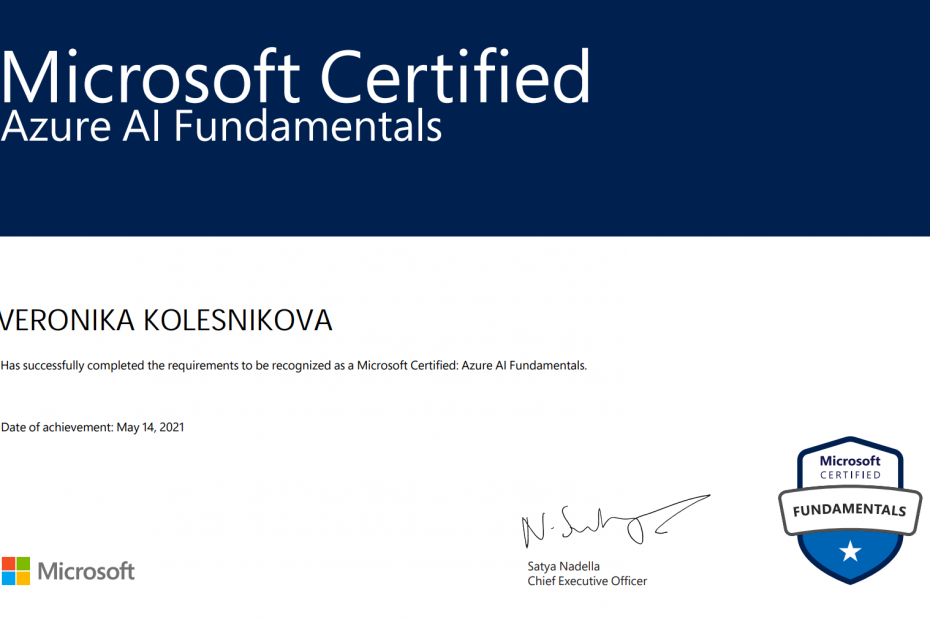 Microsoft Certified
Azure AI Fundamentals
VERONIKA KOLESNIKOVA
Has successfully completed the requirements to be recognized as a Microsoft Certified: Azure AI Fundamentals.
Date of achievement: May 14, 2021
Microsoft
CERTIFIED
FUNDAMENTALS
Satya Nadella
Chief Executive Officer
Microsoft